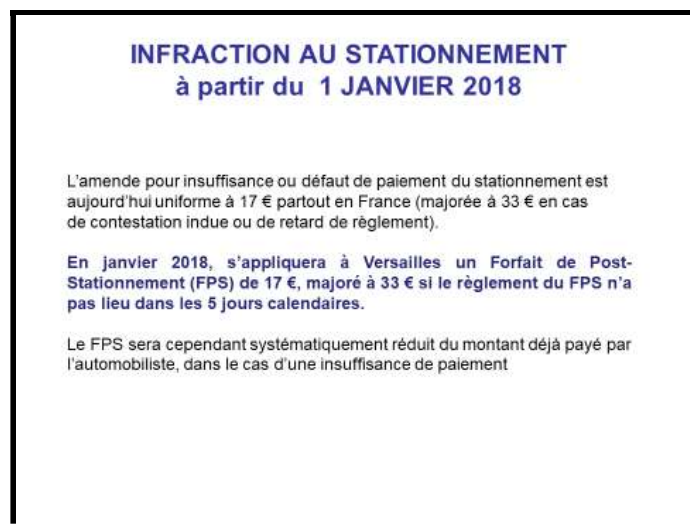 INFRACTION AU STATIONNEMENT
à partir du 1 JANVIER 2018
L'amende pour insuffisance ou défaut de paiement du stationnement est
aujourd'hui uniforme à 17 € partout en France (majorée à 33 € en cas
de contestation indue ou de retard de règlement).
En janvier 2018, s'appliquera à Versailles un Forfait de Post-
Stationnement (FPS) de 17 €, majoré à 33 € si le règlement du FPS n'a
pas lieu dans les 5 jours calendaires.
Le FPS sera cependant systématiquement réduit du montant déjà payé par
l'automobiliste, dans le cas d'une insuffisance de paiement